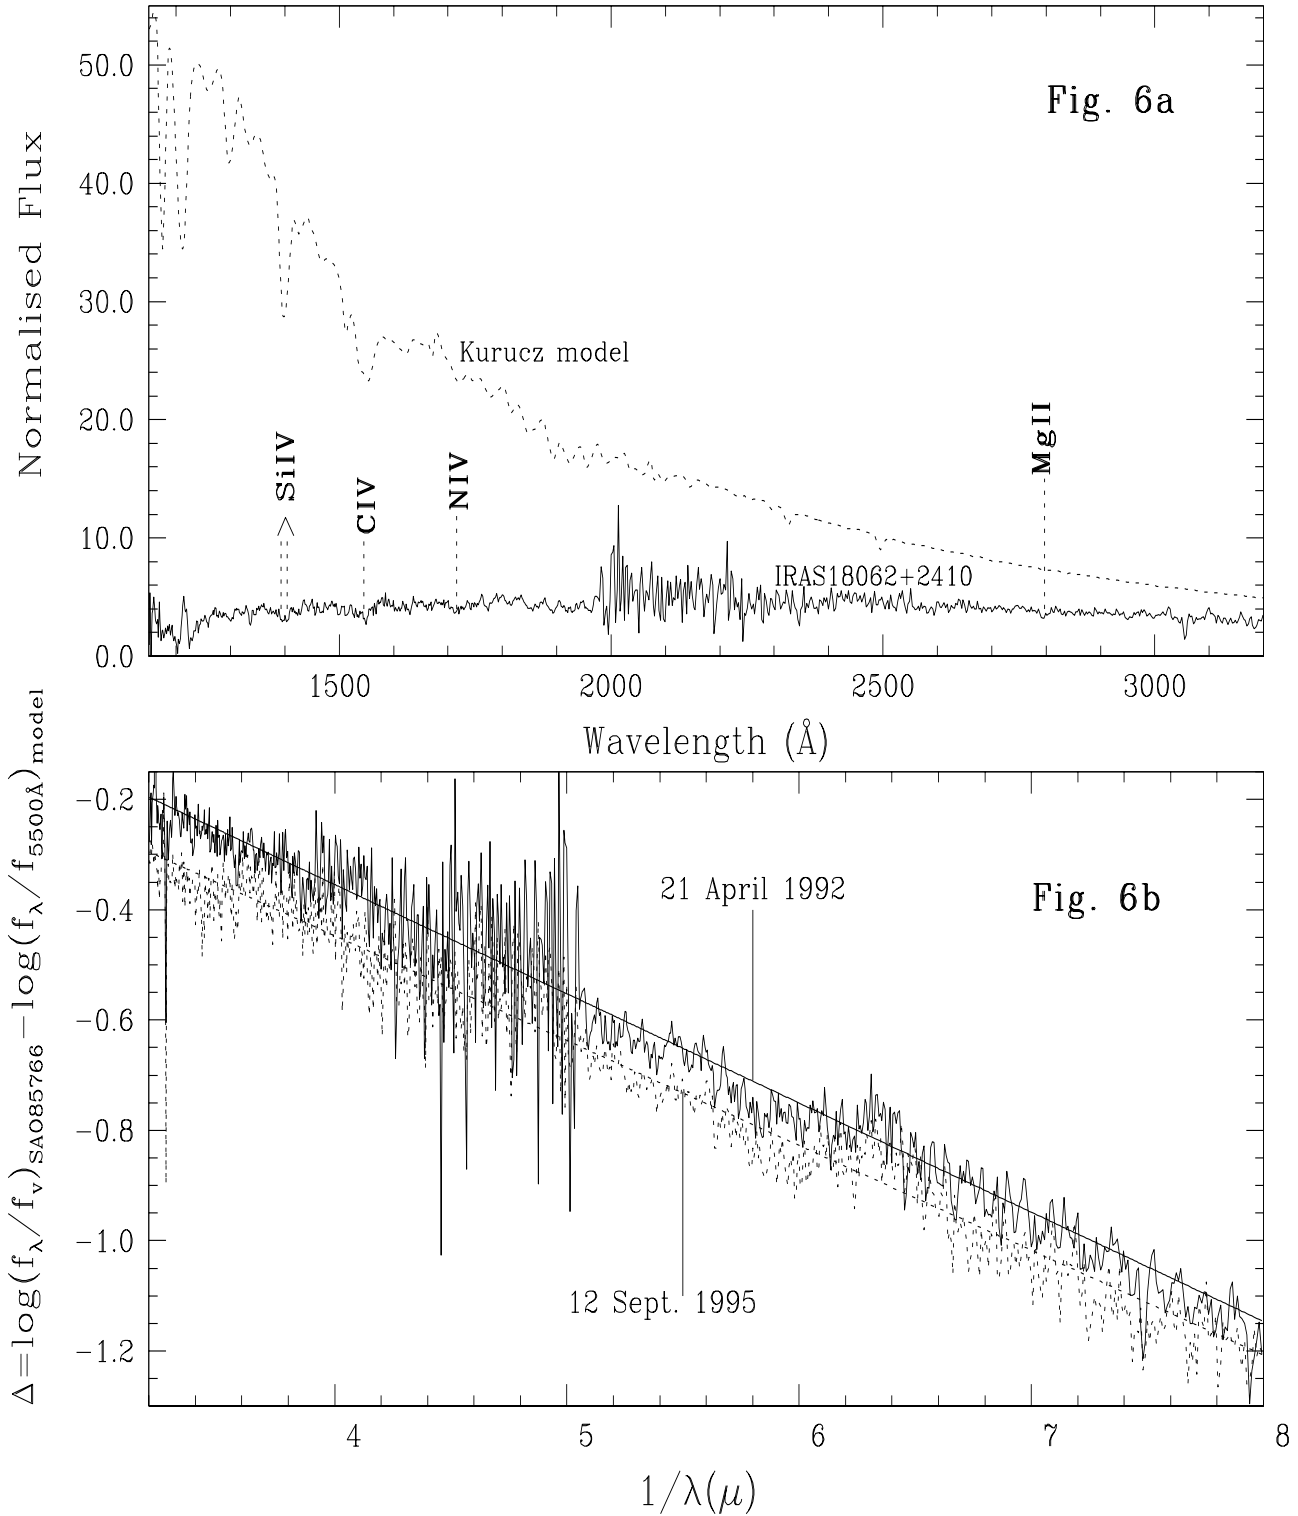 Fig. 6a
Normalised Flux
50.0
40.0
30.0
20.0
10.0
0.0
Kurucz model
SiIV
CIV
NIV
MgII
IRAS18062+2410
1500 2000 2500 3000
Wavelength (Å)
Δ=log(fλ/fv)SAO85766−log(fλ/f5500Å)model
−0.2
−0.4
−0.6
−0.8
−1.0
−1.2
21 April 1992
Fig. 6b
12 Sept. 1995
4 5 6 7 8
1/λ(μ)